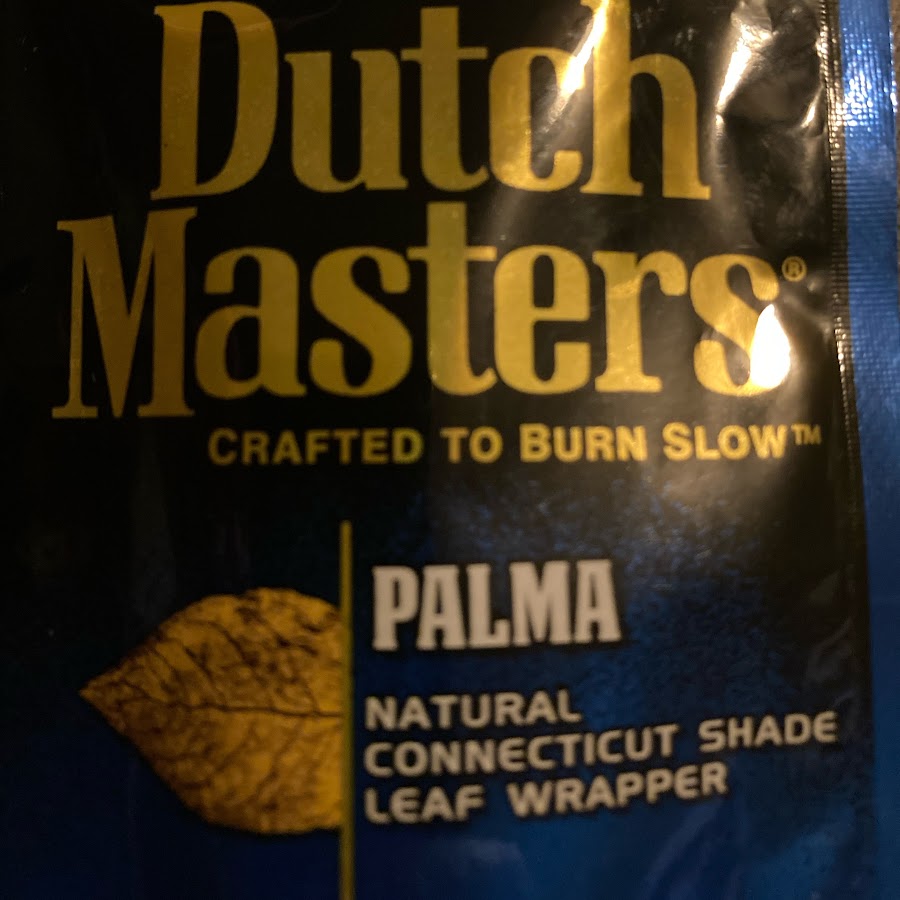 Dutch
Masters®
CRAFTED TO BURN SLOW™
PALMA
NATURAL
CONNECTICUT SHADE
LEAF WRAPPER